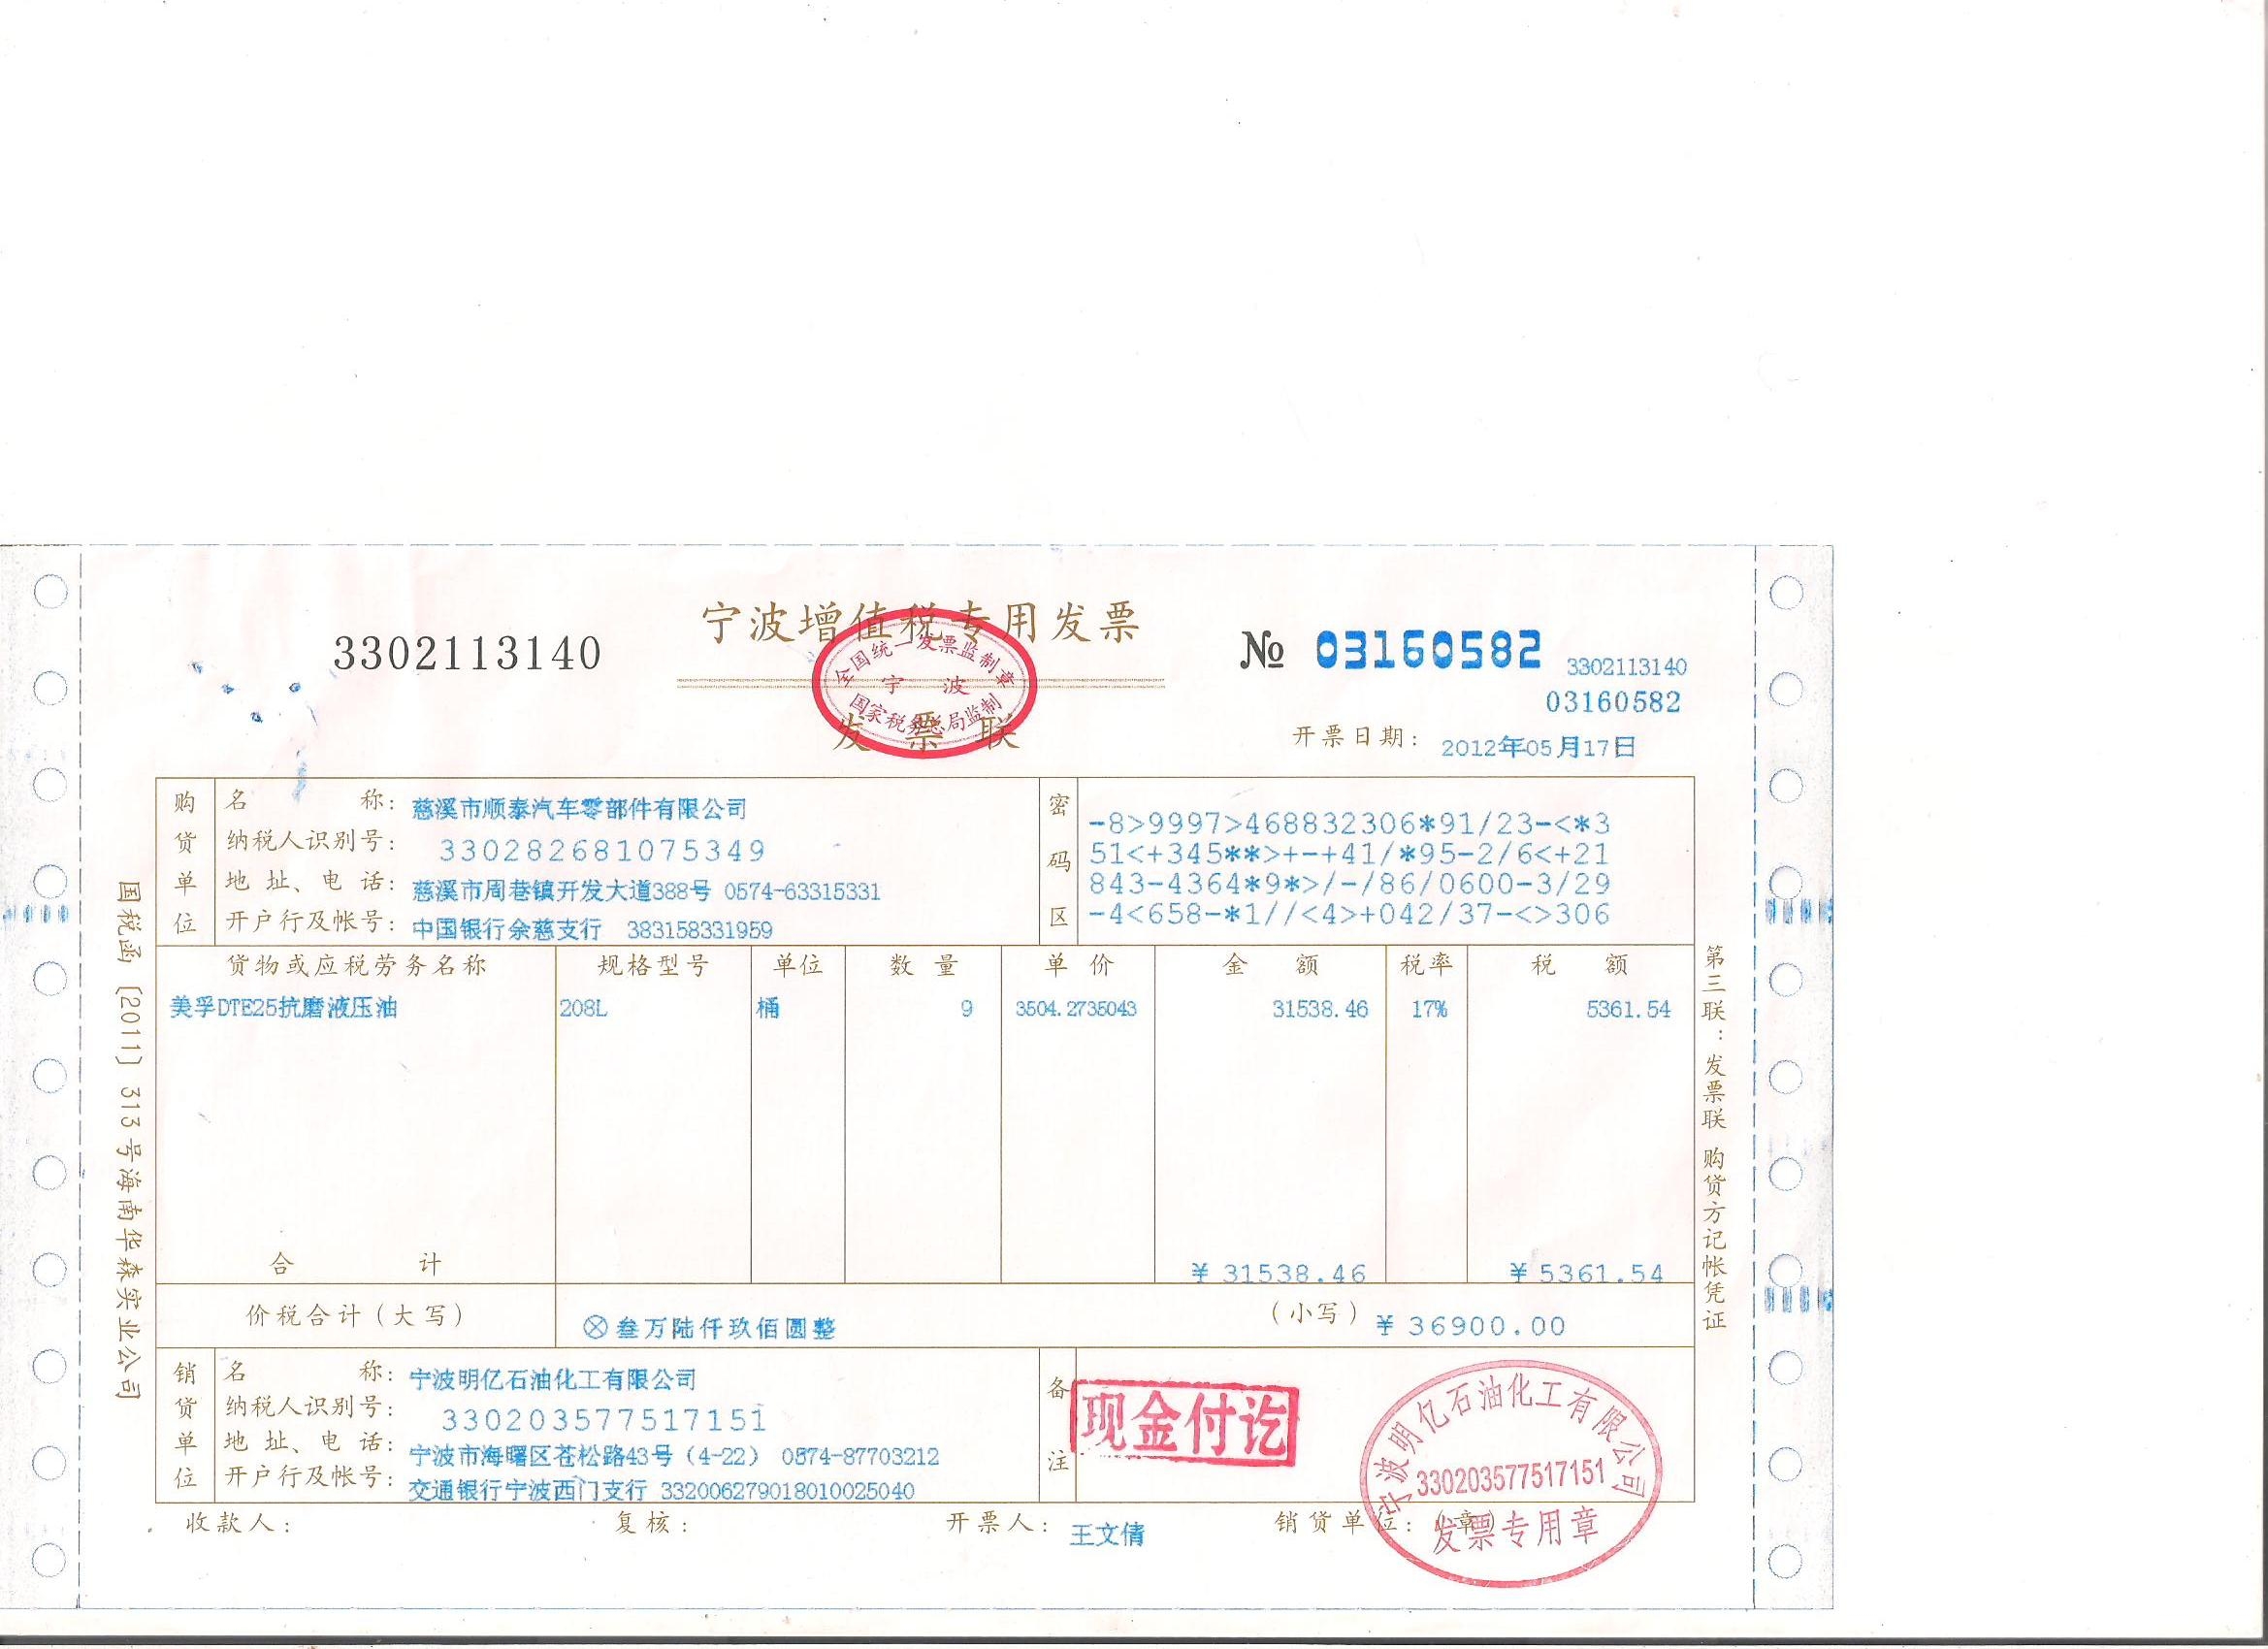 宁波增值税专用发票
3302113140
全国统一发票监制章
宁 波
国家税务总局监制
发票联
№ 03160582
3302113140
03160582
开票日期: 2012年05月17日
购货单位
名 称: 慈溪市顺泰汽车零部件有限公司
纳税人识别号: 330282681075349
地址、电话: 慈溪市周巷镇开发大道388号 0574-63315331
开户行及帐号: 中国银行余慈支行 383158331959
密码区
-8>9997>468832306*91/23-<*3
51<+345**>+-+41/*95-2/6<+21
843-4364*9*>/-/86/0600-3/29
-4<658-*1//<4>+042/37-<>306
货物或应税劳务名称 规格型号 单位 数 量 单 价 金 额 税率 税 额
美孚DTE25抗磨液压油 208L 桶 9 3504.2735043 31538.46 17% 5361.54
合 计 ¥31538.46 ¥5361.54
价税合计(大写) ⊗叁万陆仟玖佰圆整 (小写) ¥36900.00
销货单位
名 称: 宁波明亿石油化工有限公司
纳税人识别号: 330203577517151
地址、电话: 宁波市海曙区苍松路43号(4-22) 0574-87703212
开户行及帐号: 交通银行宁波西门支行 332006279018010025040
备注
现金付讫
宁波明亿石油化工有限公司
330203577517151
发票专用章
收款人: 复核: 开票人: 王文倩 销货单位:(章)
国税函〔2011〕313号海南华森实业公司
第三联:发票联 购货方记帐凭证